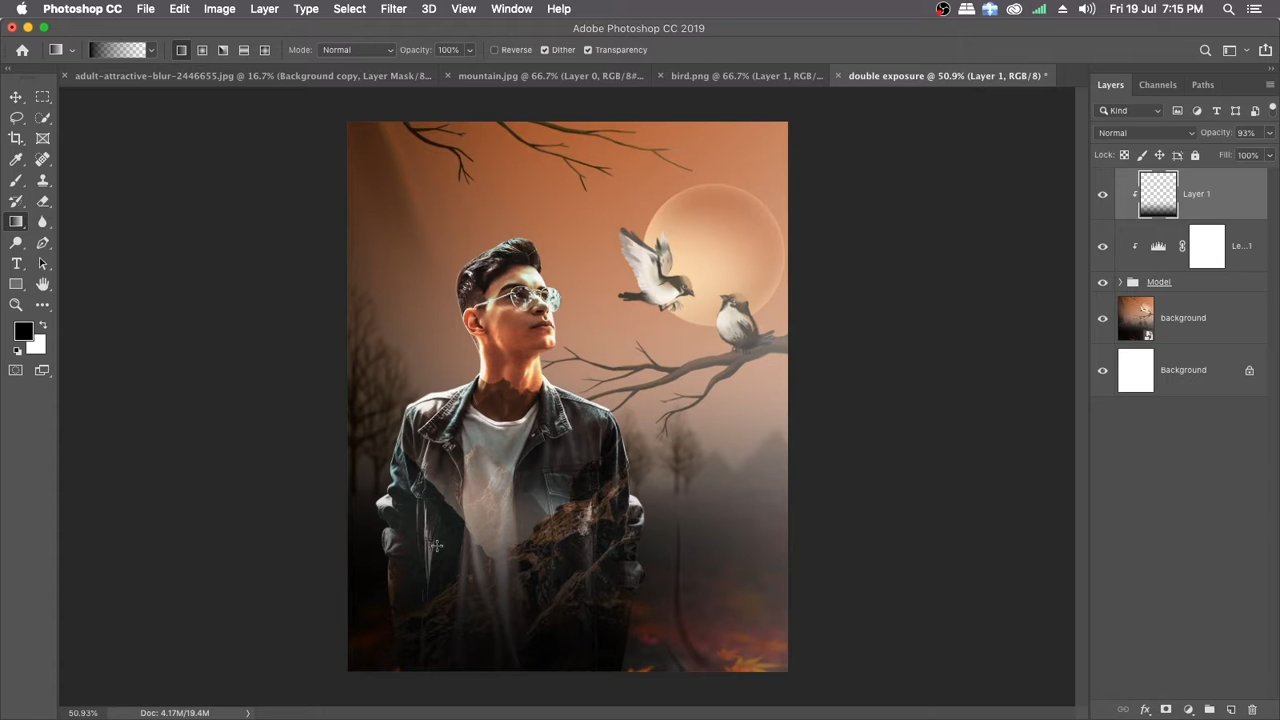 Photoshop CC File Edit Image Layer Type Select Filter 3D View Window Help Fri 19 Jul 7:15 PM
Adobe Photoshop CC 2019
Mode: Normal Opacity: 100% Reverse Dither Transparency
adult-attractive-blur-2446655.jpg @ 16.7% (Background copy, Layer Mask/8... mountain.jpg @ 66.7% (Layer 0, RGB/8#... bird.png @ 66.7% (Layer 1, RGB/... double exposure @ 50.9% (Layer 1, RGB/8) *
Layers Channels Paths
Kind
Normal Opacity: 93%
Lock: Fill: 100%
Layer 1
Le...1
Model
background
Background
50.93% Doc: 4.17M/19.4M